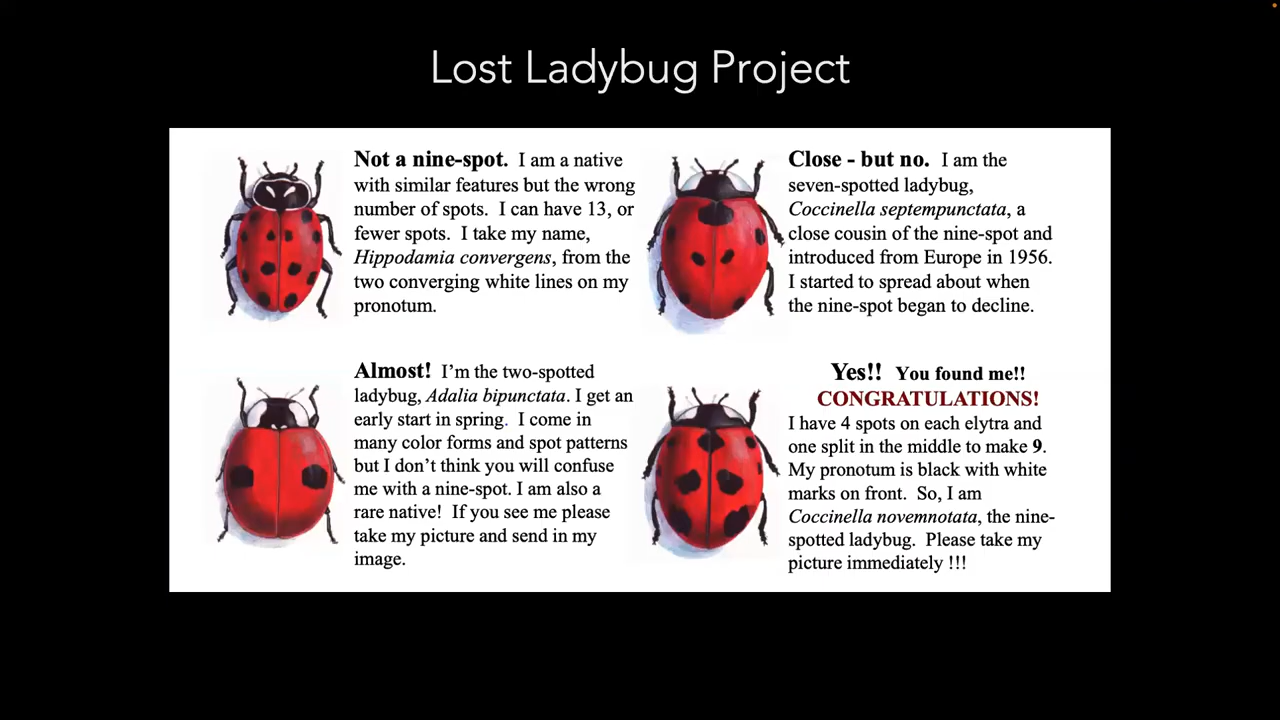 Lost Ladybug Project
Not a nine-spot. I am a native
with similar features but the wrong
number of spots. I can have 13, or
fewer spots. I take my name,
Hippodamia convergens, from the
two converging white lines on my
pronotum.
Close - but no. I am the
seven-spotted ladybug,
Coccinella septempunctata, a
close cousin of the nine-spot and
introduced from Europe in 1956.
I started to spread about when
the nine-spot began to decline.
Almost! I'm the two-spotted
ladybug, Adalia bipunctata. I get an
early start in spring. I come in
many color forms and spot patterns
but I don't think you will confuse
me with a nine-spot. I am also a
rare native! If you see me please
take my picture and send in my
image.
Yes!! You found me!!
CONGRATULATIONS!
I have 4 spots on each elytra and
one split in the middle to make 9.
My pronotum is black with white
marks on front. So, I am
Coccinella novemnotata, the nine-
spotted ladybug. Please take my
picture immediately !!!